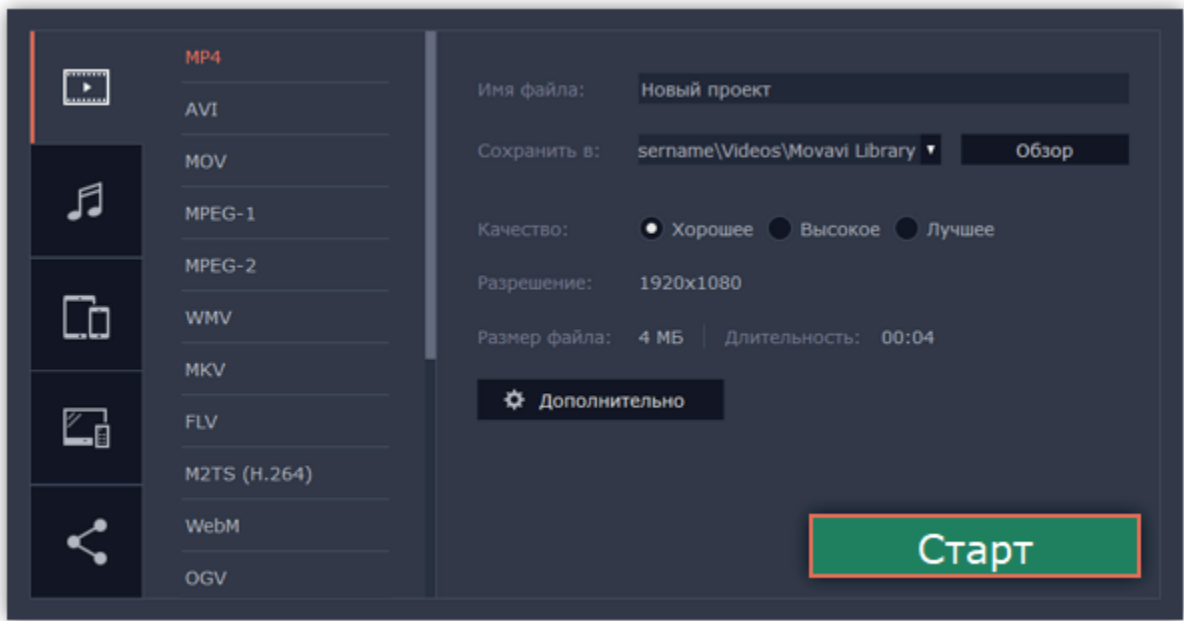 MP4
AVI
MOV
MPEG-1
MPEG-2
WMV
MKV
FLV
M2TS (H.264)
WebM
OGV
Имя файла: Новый проект
Сохранить в: sername\Videos\Movavi Library Обзор
Качество: Хорошее Высокое Лучшее
Разрешение: 1920x1080
Размер файла: 4 МБ Длительность: 00:04
Дополнительно
Старт